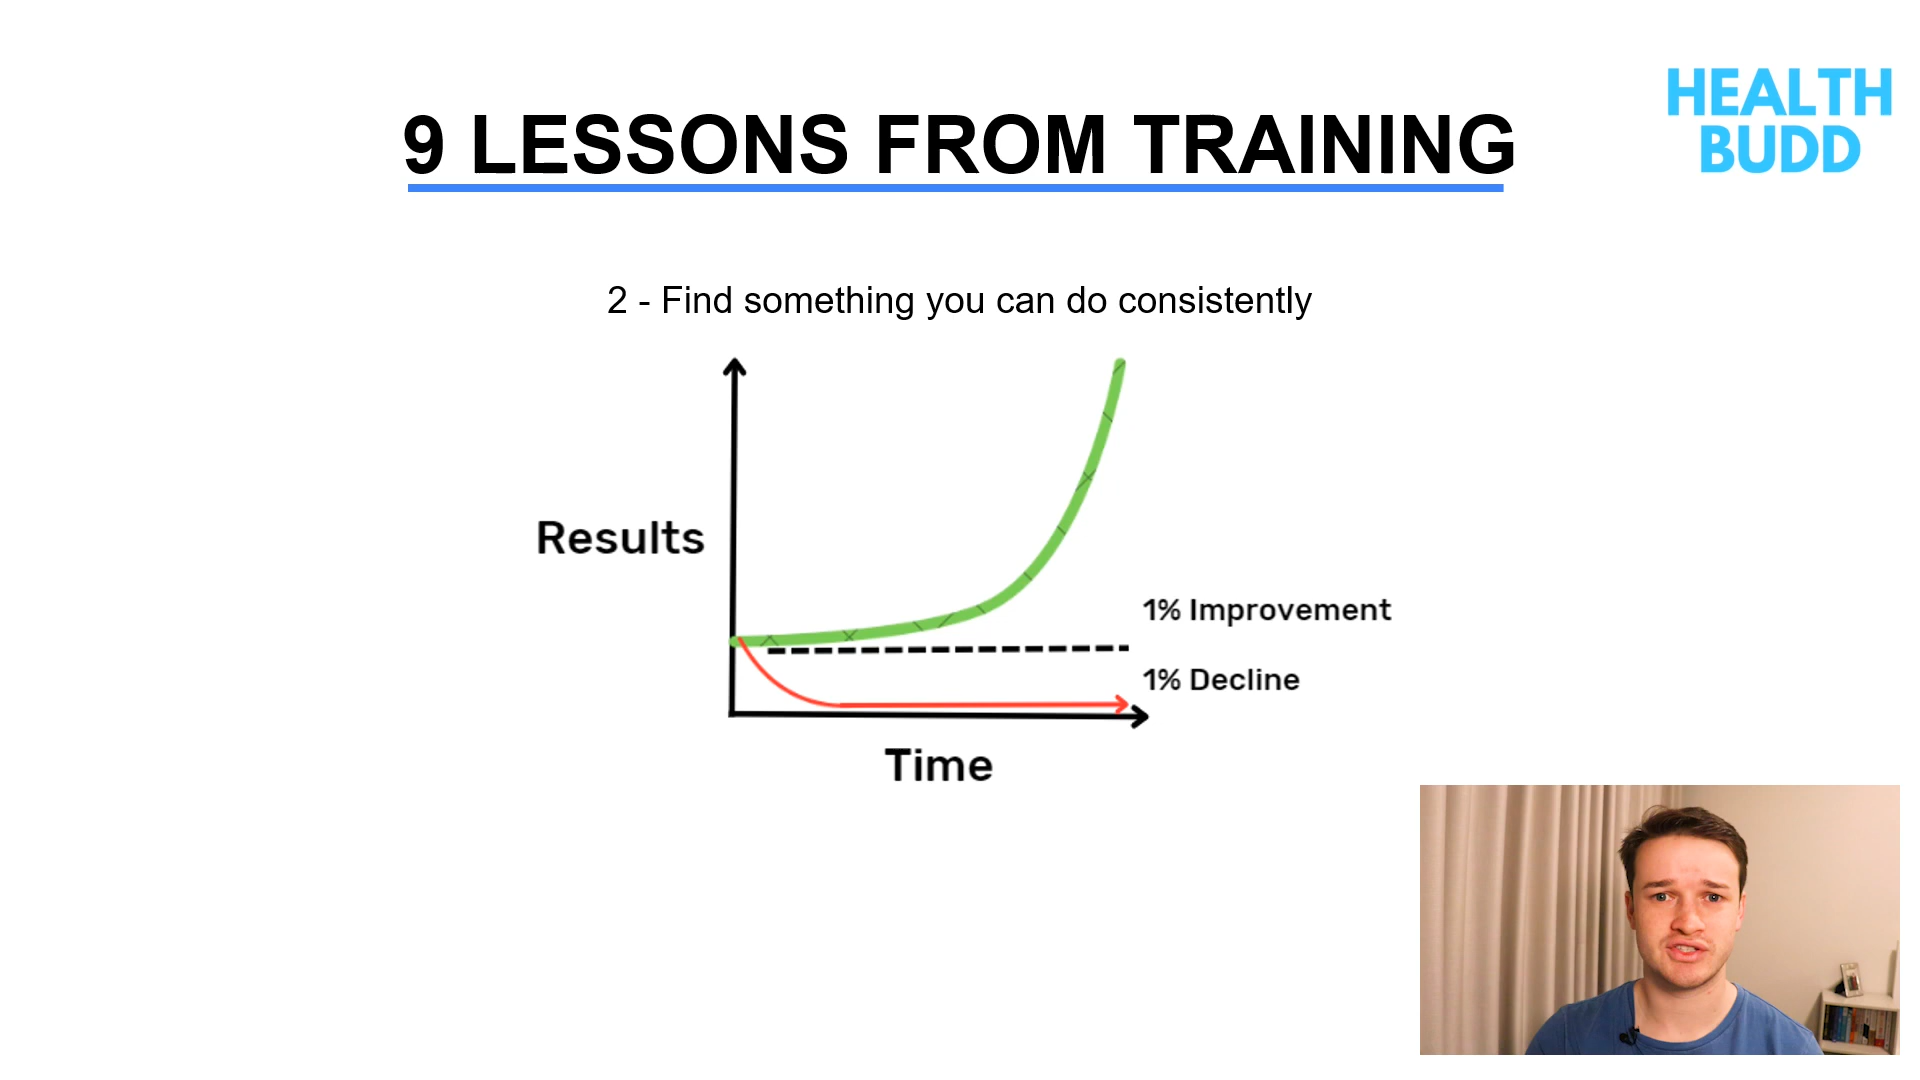 9 LESSONS FROM TRAINING
HEALTH
BUDD
2 - Find something you can do consistently
Results
1% Improvement
1% Decline
Time